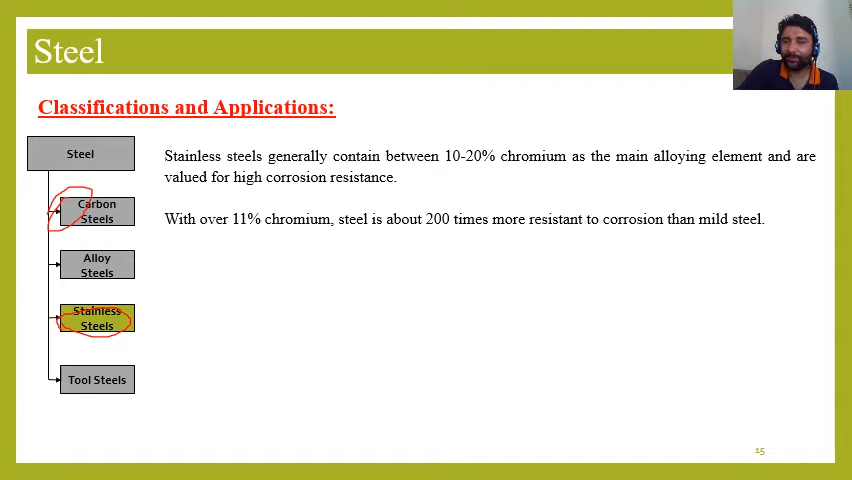 Steel
Classifications and Applications:
Steel
Carbon
Steels
Alloy
Steels
Stainless
Steels
Tool Steels
Stainless steels generally contain between 10-20% chromium as the main alloying element and are
valued for high corrosion resistance.
With over 11% chromium, steel is about 200 times more resistant to corrosion than mild steel.
15